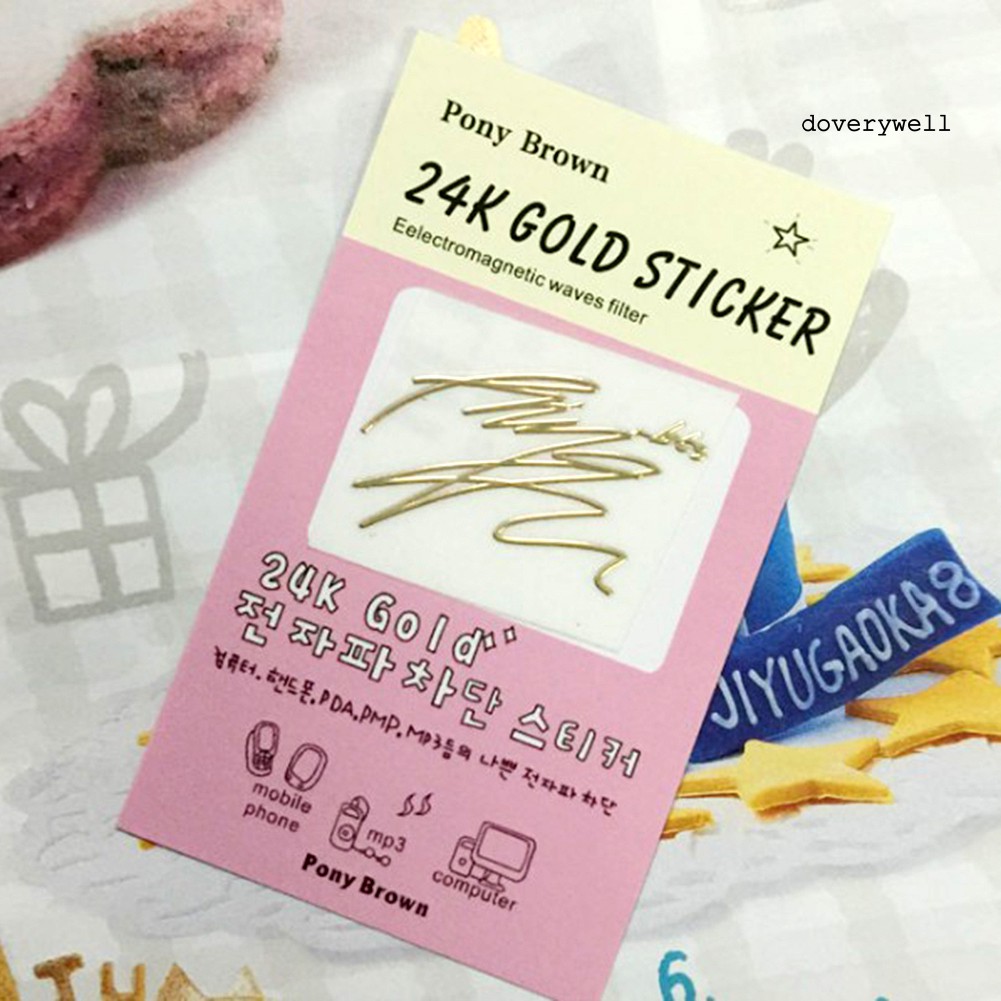 doverywell
Pony Brown
24K GOLD STICKER
Eelectromagnetic waves filter
24K Gold
전자파차단 스티커
컴퓨터. 핸드폰. PDA. PMP. MP3등의 나쁜 전자파 차단
mobile
phone
mp3
computer
Pony Brown
JIYUGAOKA8
6.